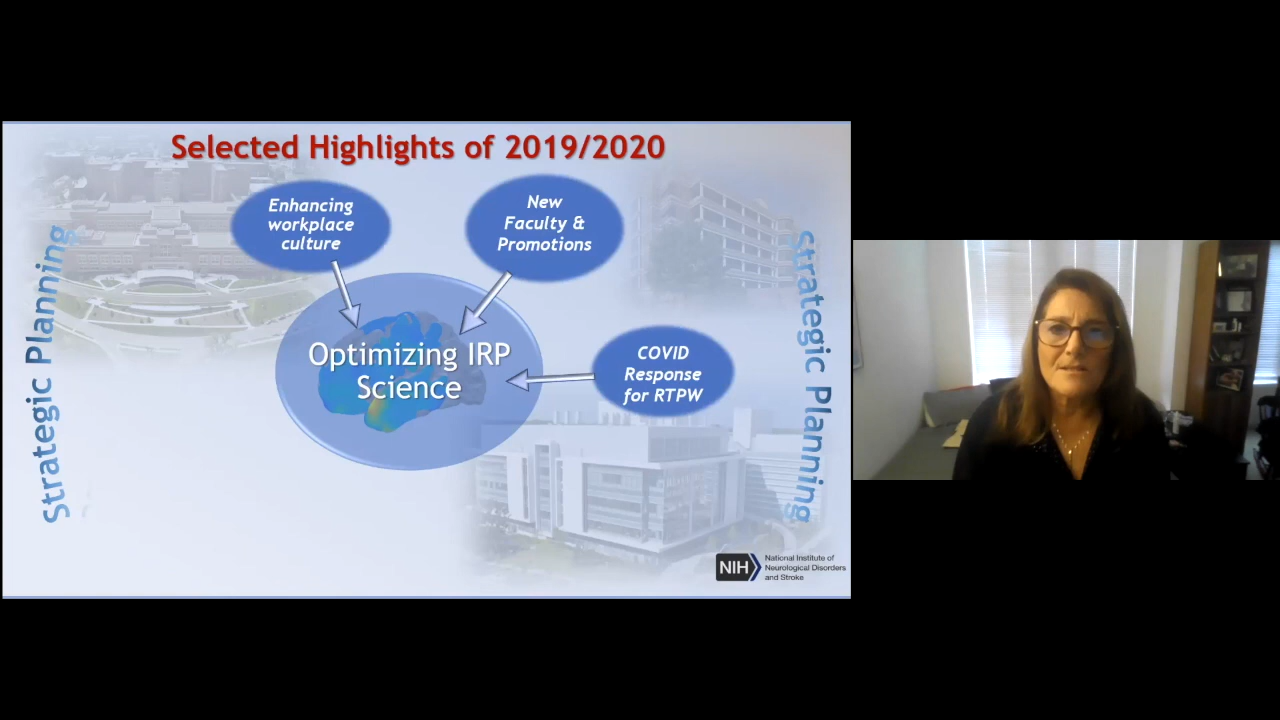 Selected Highlights of 2019/2020
Enhancing
workplace
culture
New
Faculty &
Promotions
Strategic Planning
Strategic Planning
Optimizing IRP
Science
COVID
Response
for RTPW
NIH
National Institute of
Neurological Disorders
and Stroke